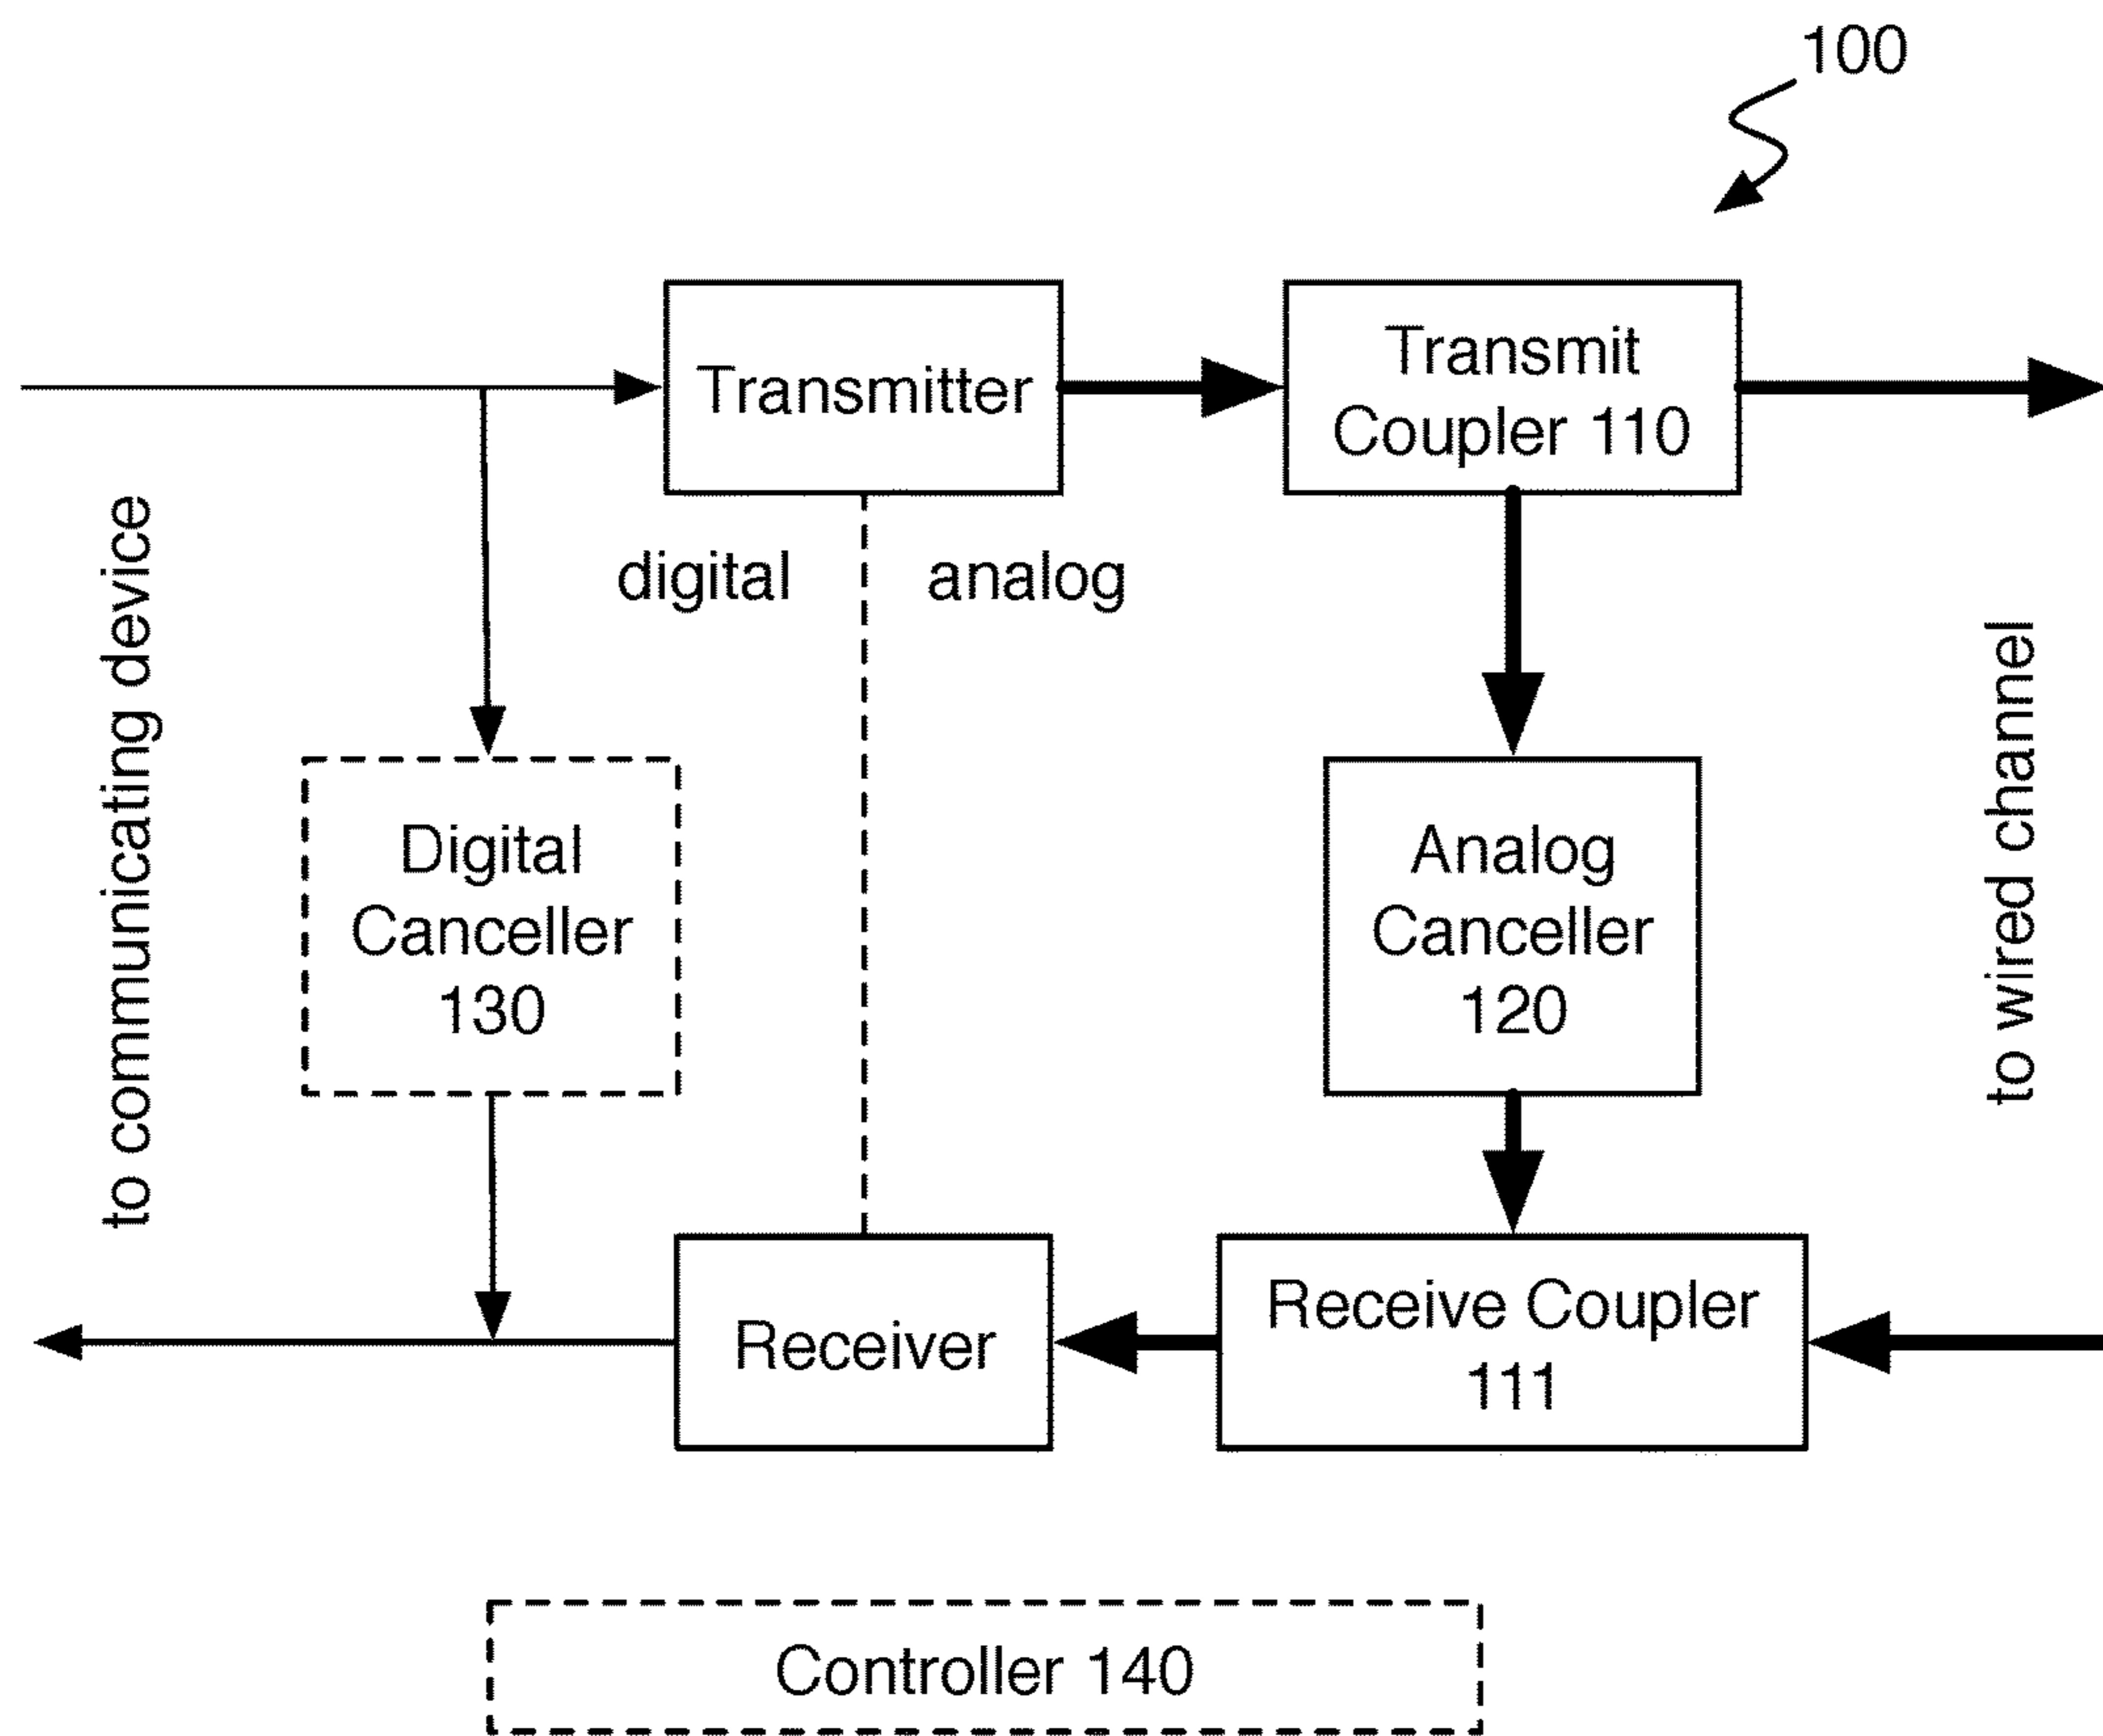 100
Transmitter
Transmit
Coupler 110
digital
analog
to communicating device
Digital
Canceller
130
Analog
Canceller
120
to wired channel
Receiver
Receive Coupler
111
Controller 140